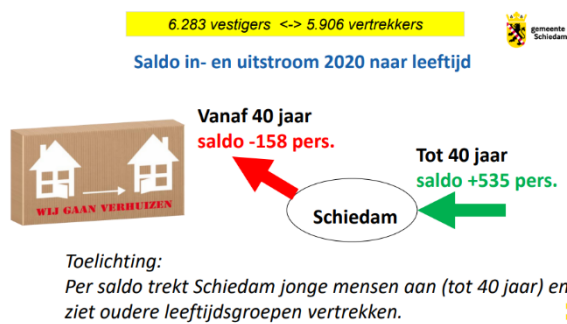 6.283 vestigers <-> 5.906 vertrekkers
gemeente
Schiedam
Saldo in- en uitstroom 2020 naar leeftijd
Vanaf 40 jaar
saldo -158 pers.
Tot 40 jaar
saldo +535 pers.
WIJ GAAN VERHUIZEN
Schiedam
Toelichting:
Per saldo trekt Schiedam jonge mensen aan (tot 40 jaar) en
ziet oudere leeftijdsgroepen vertrekken.